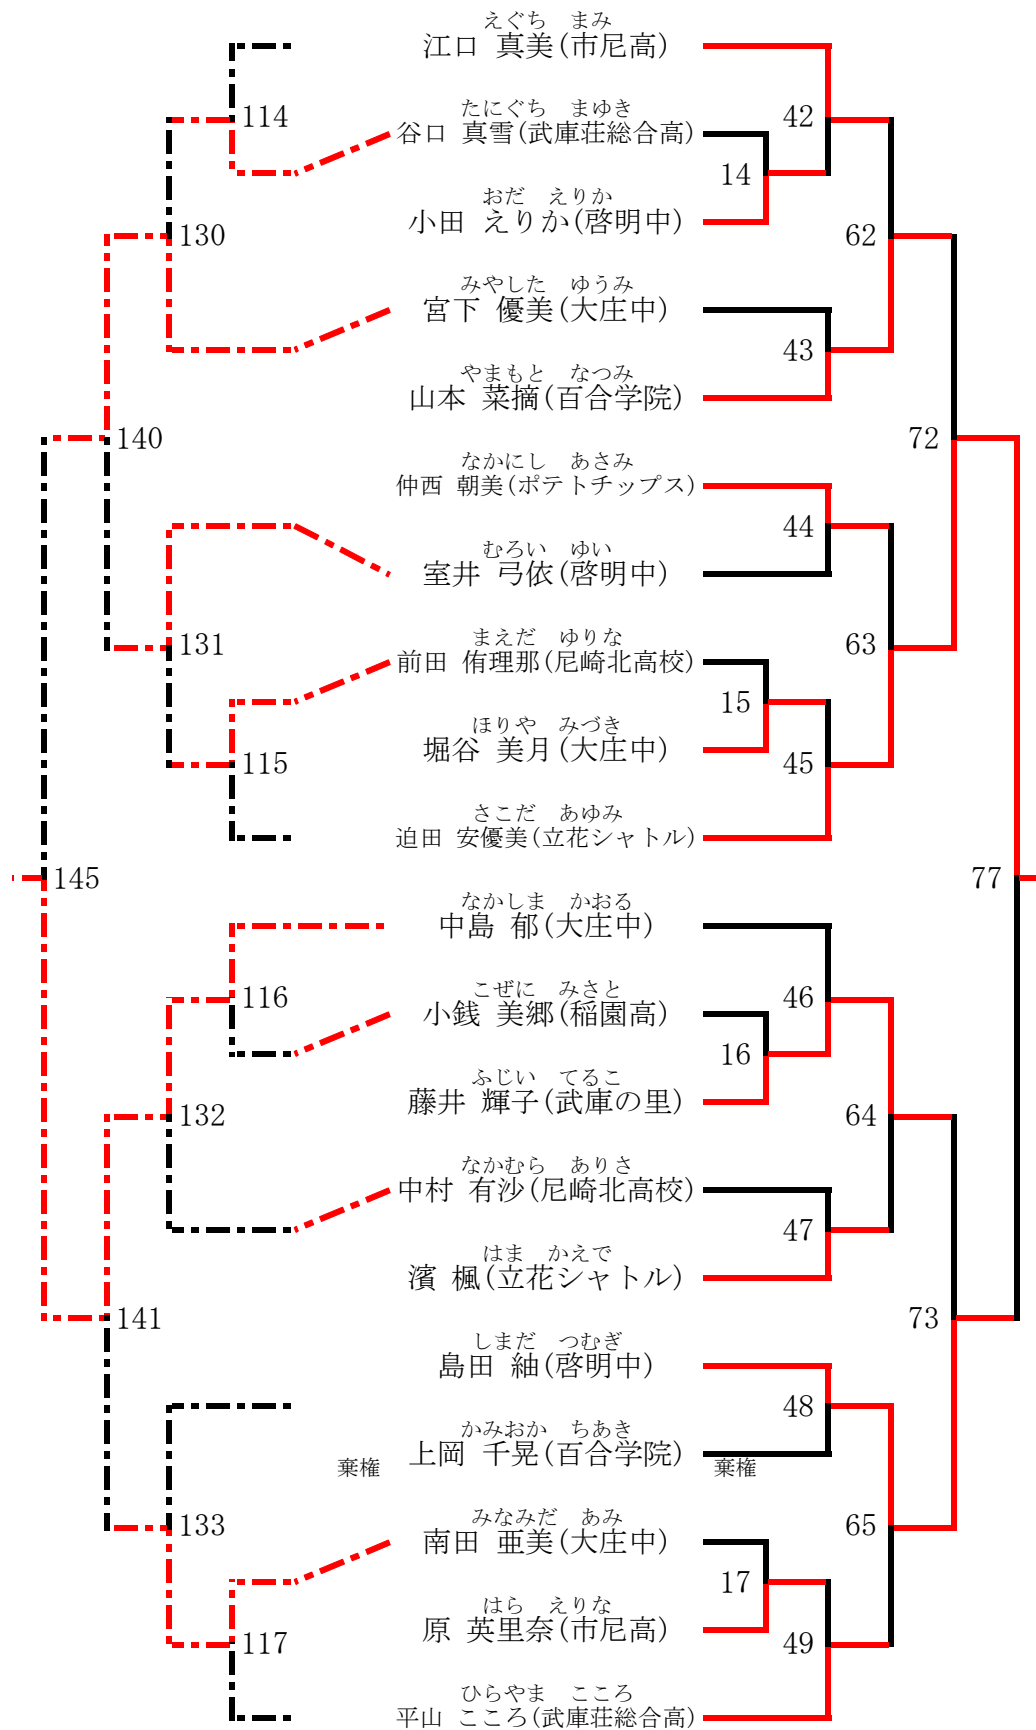 えぐち　まみ
江口 真美(市尼高)
114
たにぐち　まゆき
42
谷口 真雪(武庫荘総合高)
14
おだ　えりか
小田 えりか(啓明中)
130
62
みやした　ゆうみ
宮下 優美(大庄中)
43
やまもと　なつみ
山本 菜摘(百合学院)
140
72
なかにし　あさみ
仲西 朝美(ポテトチップス)
44
むろい　ゆい
室井 弓依(啓明中)
131
まえだ　ゆりな
63
前田 侑理那(尼崎北高校)
15
ほりや　みづき
堀谷 美月(大庄中)
115
45
さこだ　あゆみ
迫田 安優美(立花シャトル)
145
77
なかしま　かおる
中島 郁(大庄中)
116
こぜに　みさと
46
小銭 美郷(稲園高)
16
ふじい　てるこ
藤井 輝子(武庫の里)
132
64
なかむら　ありさ
中村 有沙(尼崎北高校)
47
はま　かえで
濱 楓(立花シャトル)
141
73
しまだ　つむぎ
島田 紬(啓明中)
48
かみおか　ちあき
棄権 上岡 千晃(百合学院) 棄権
133
みなみだ　あみ
65
南田 亜美(大庄中)
17
はら　えりな
原 英里奈(市尼高)
117
49
ひらやま　こころ
平山 こころ(武庫荘総合高)